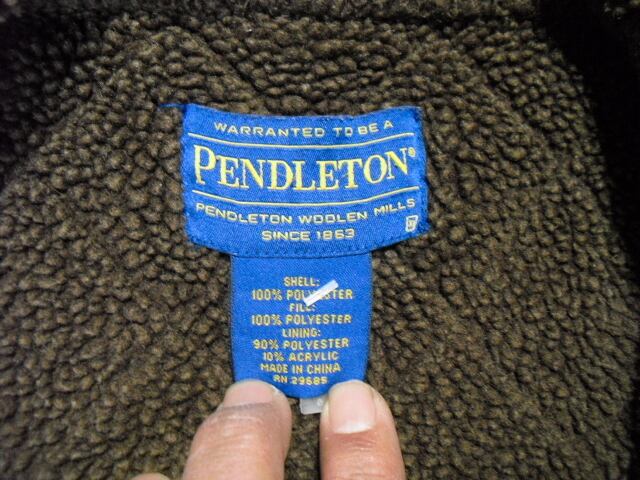 WARRANTED TO BE A
PENDLETON®
PENDLETON WOOLEN MILLS
SINCE 1863
SHELL:
100% POLYESTER
FILL:
100% POLYESTER
LINING:
90% POLYESTER
10% ACRYLIC
MADE IN CHINA
RN 29685